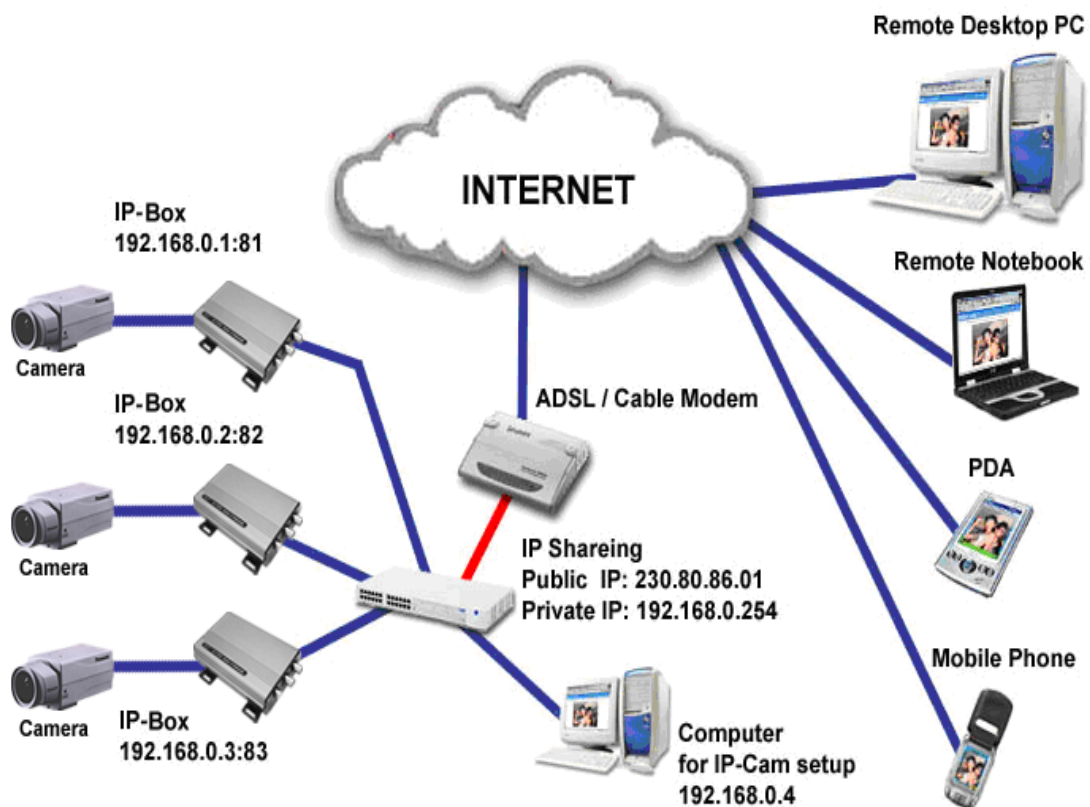 Remote Desktop PC
INTERNET
IP-Box
192.168.0.1:81
Remote Notebook
Camera
IP-Box
192.168.0.2:82
ADSL / Cable Modem
PDA
Camera
IP Shareing
Public IP: 230.80.86.01
Private IP: 192.168.0.254
Mobile Phone
Camera
IP-Box
192.168.0.3:83
Computer
for IP-Cam setup
192.168.0.4